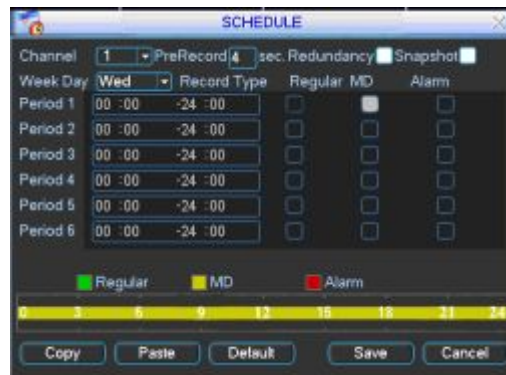 SCHEDULE
Channel 1 PreRecord 4 sec. Redundancy Snapshot
Week Day Wed Record Type Regular MD Alarm
Period 1 00 :00 -24 :00
Period 2 00 :00 -24 :00
Period 3 00 :00 -24 :00
Period 4 00 :00 -24 :00
Period 5 00 :00 -24 :00
Period 6 00 :00 -24 :00
Regular MD Alarm
0 3 6 9 12 15 18 21 24
Copy Paste Default Save Cancel